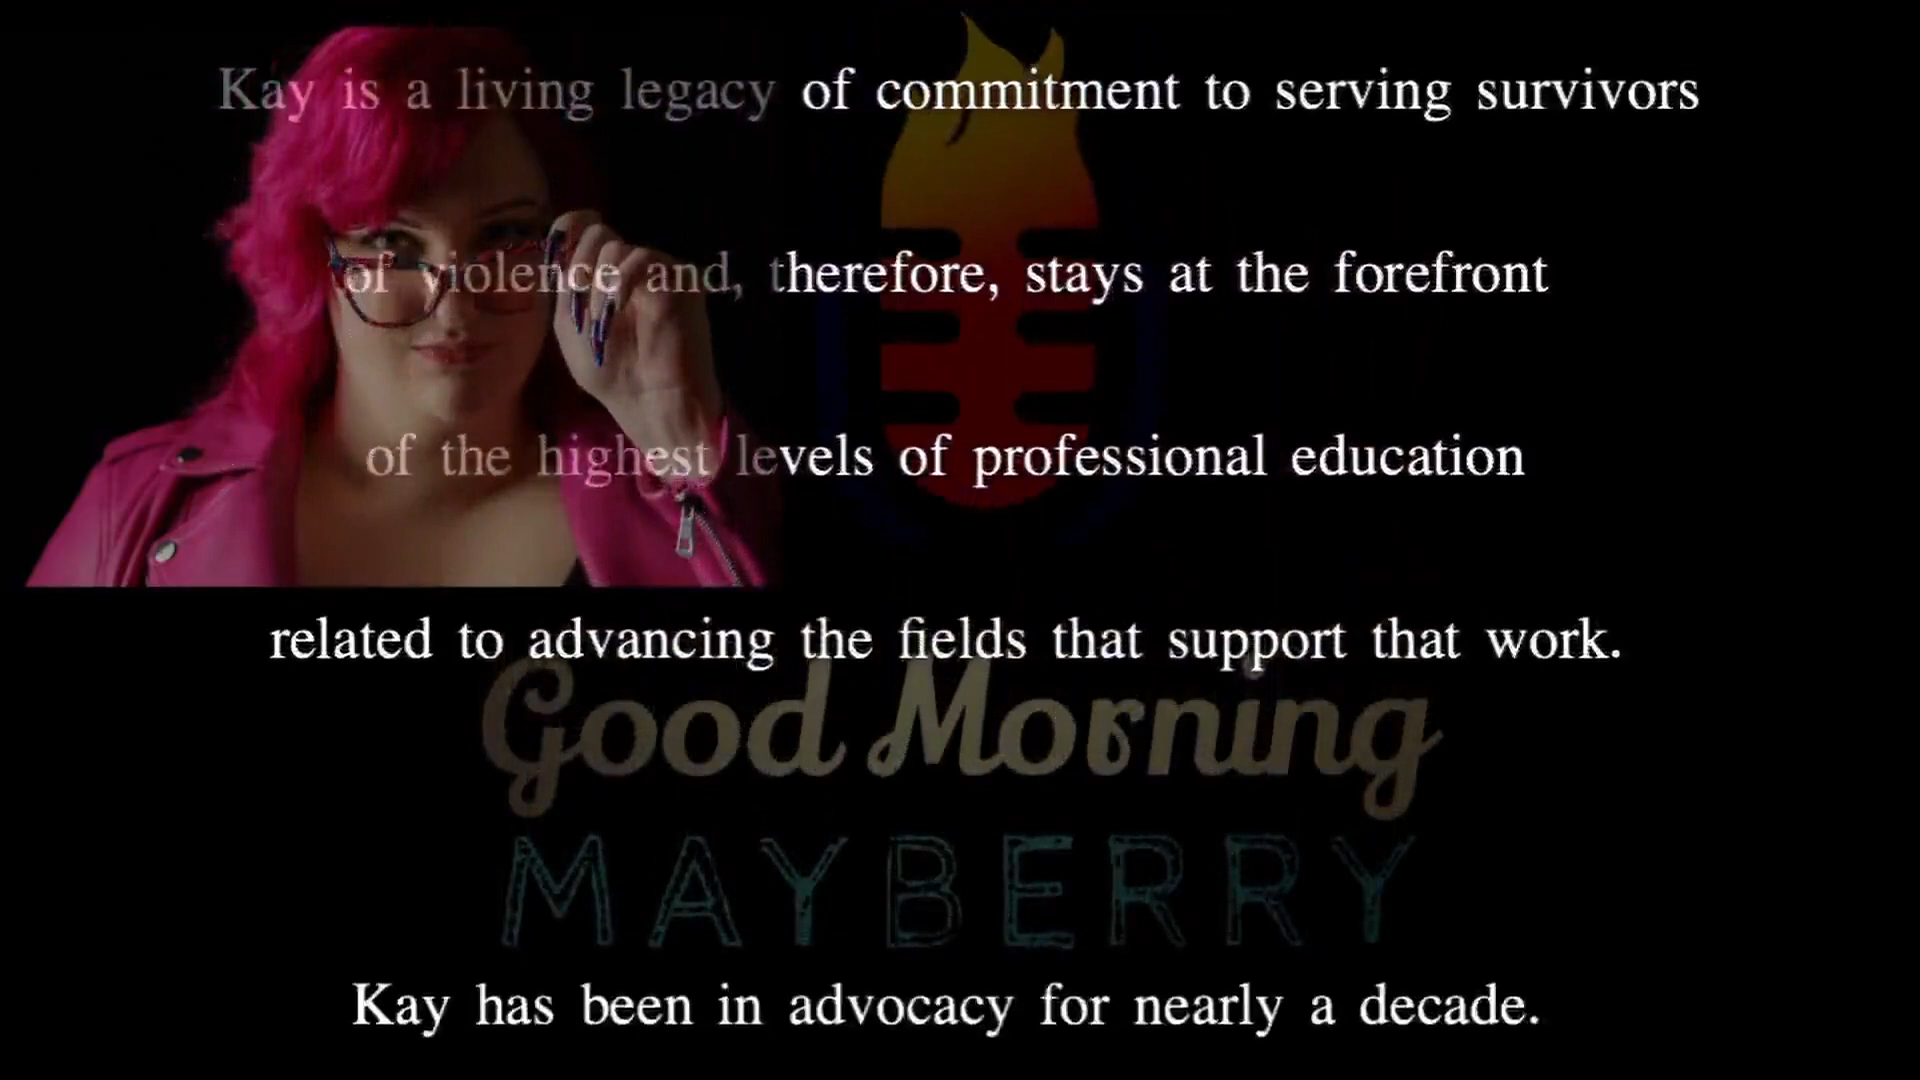 Kay is a living legacy of commitment to serving survivors
of violence and, therefore, stays at the forefront
of the highest levels of professional education
related to advancing the fields that support that work.
Good Morning
MAYBERRY
Kay has been in advocacy for nearly a decade.